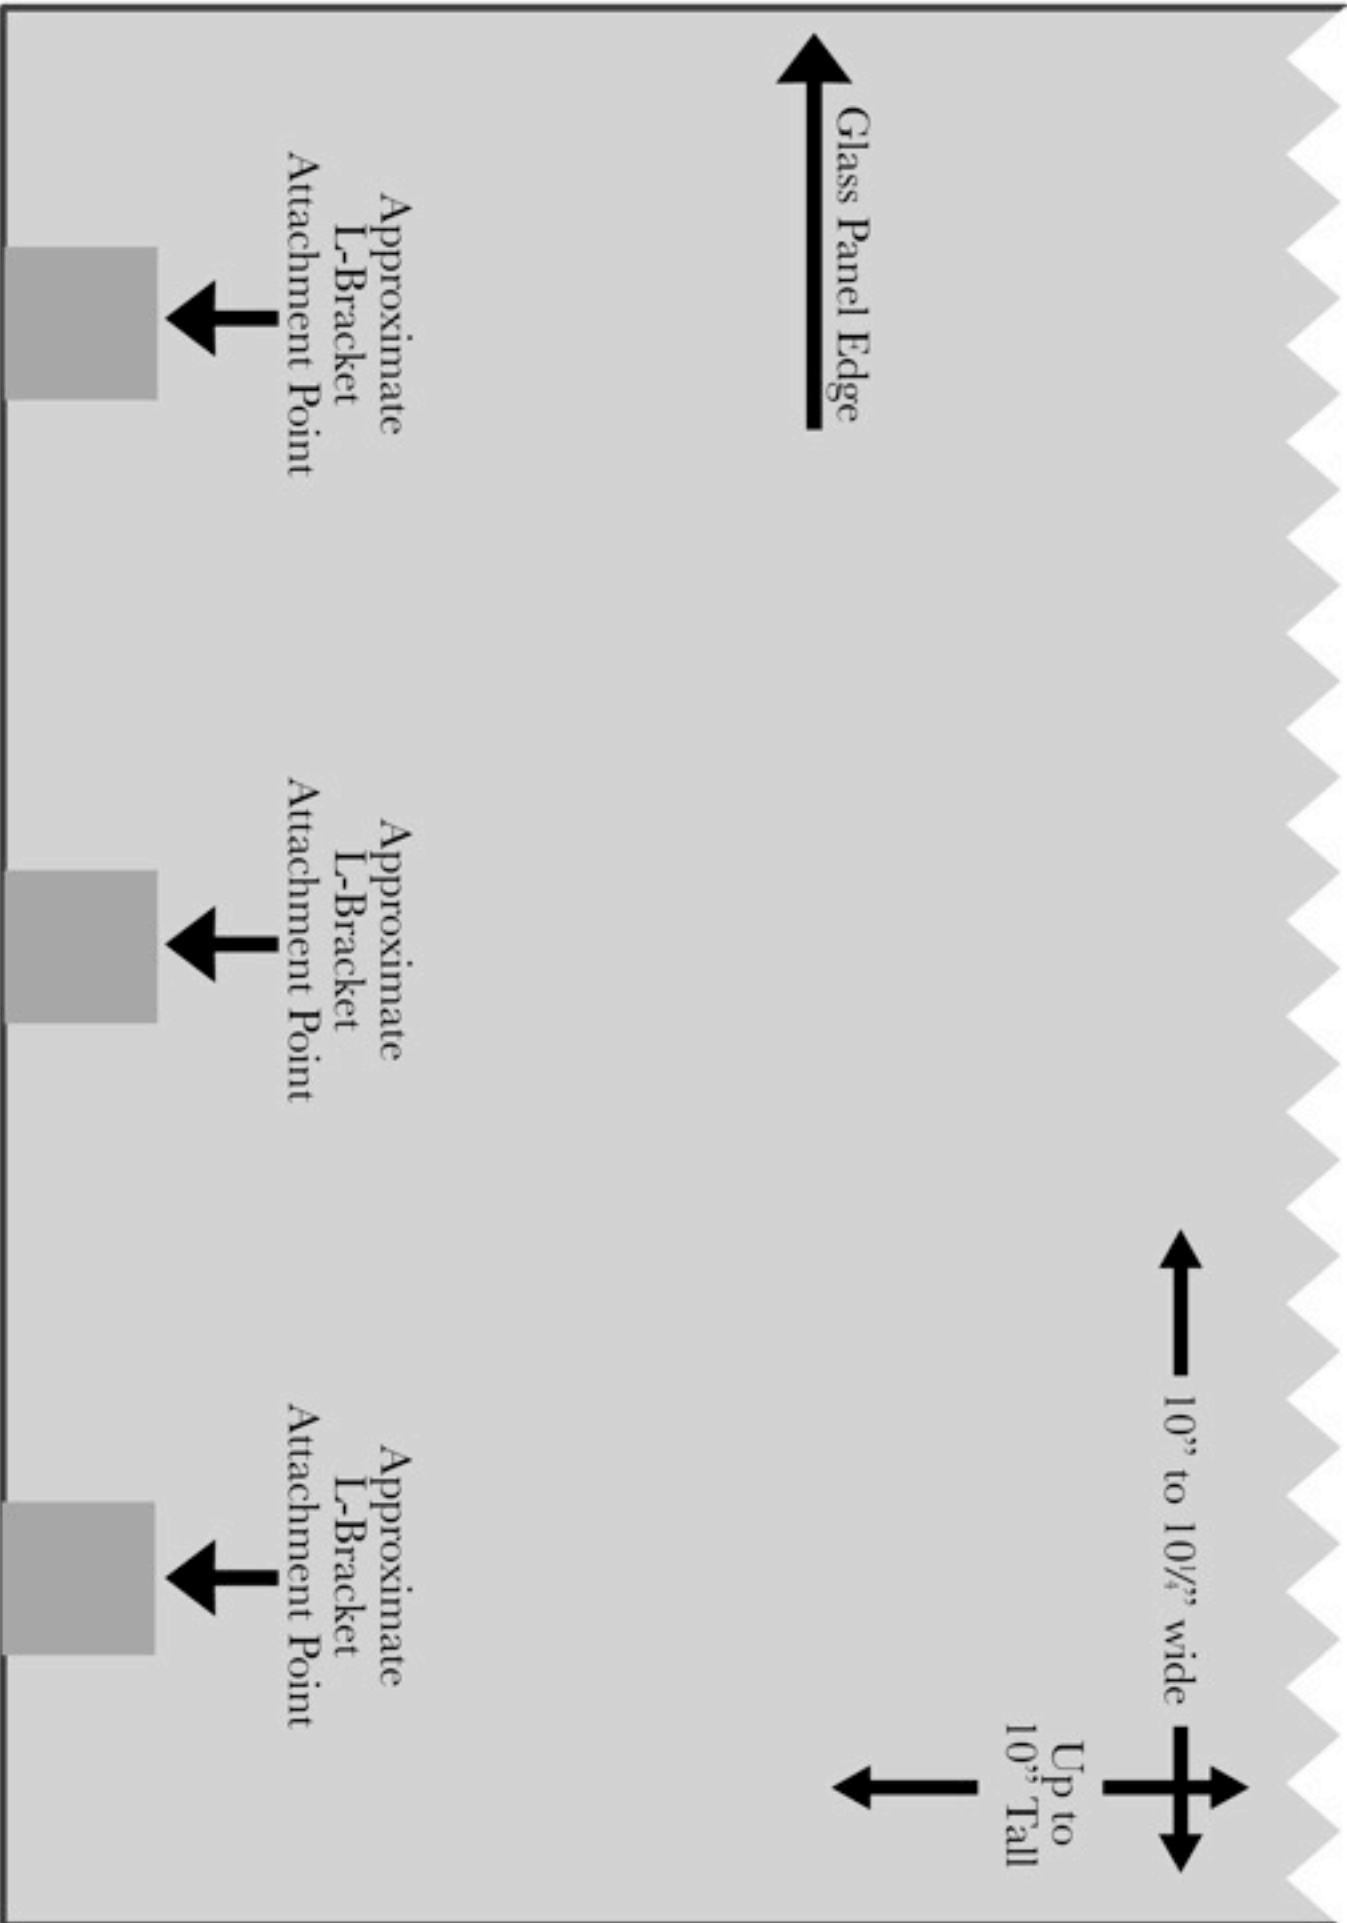 Glass Panel Edge
10” to 10¼” wide
Up to
10” Tall
Approximate
L-Bracket
Attachment Point
Approximate
L-Bracket
Attachment Point
Approximate
L-Bracket
Attachment Point